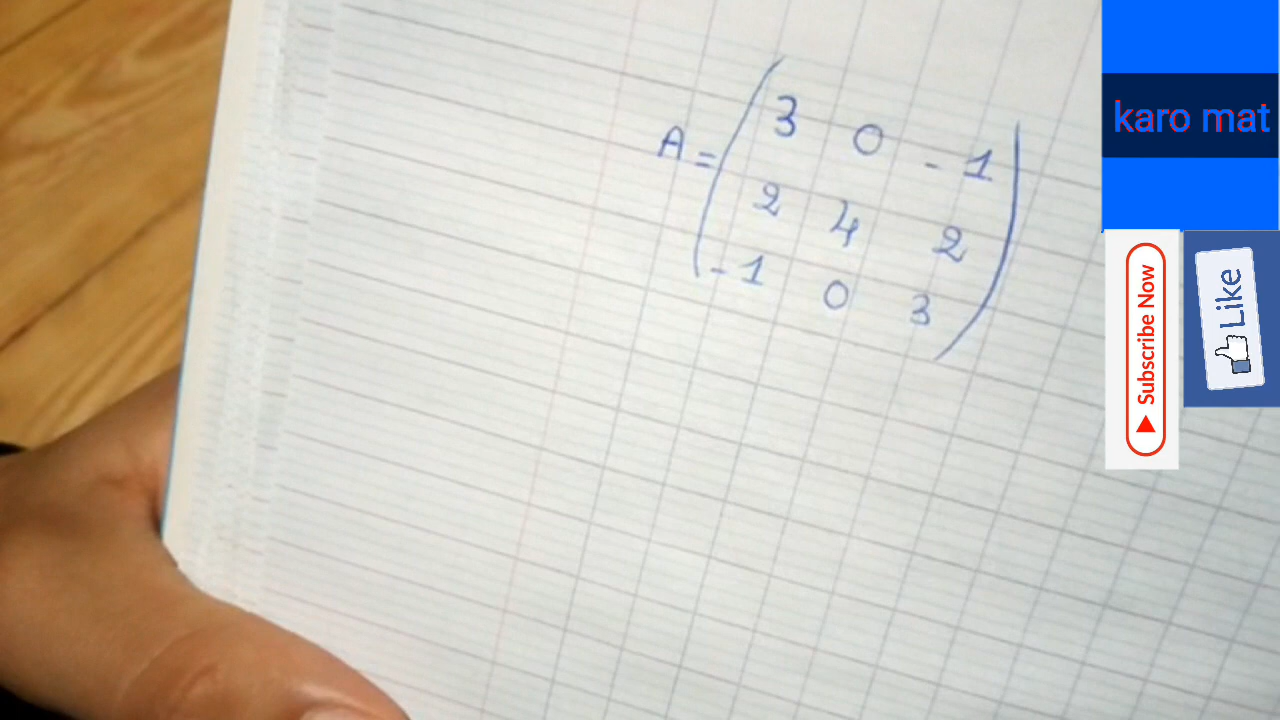 A = ( 3 0 -1
2 4 2
-1 0 3 )
karo mat
Subscribe Now
Like